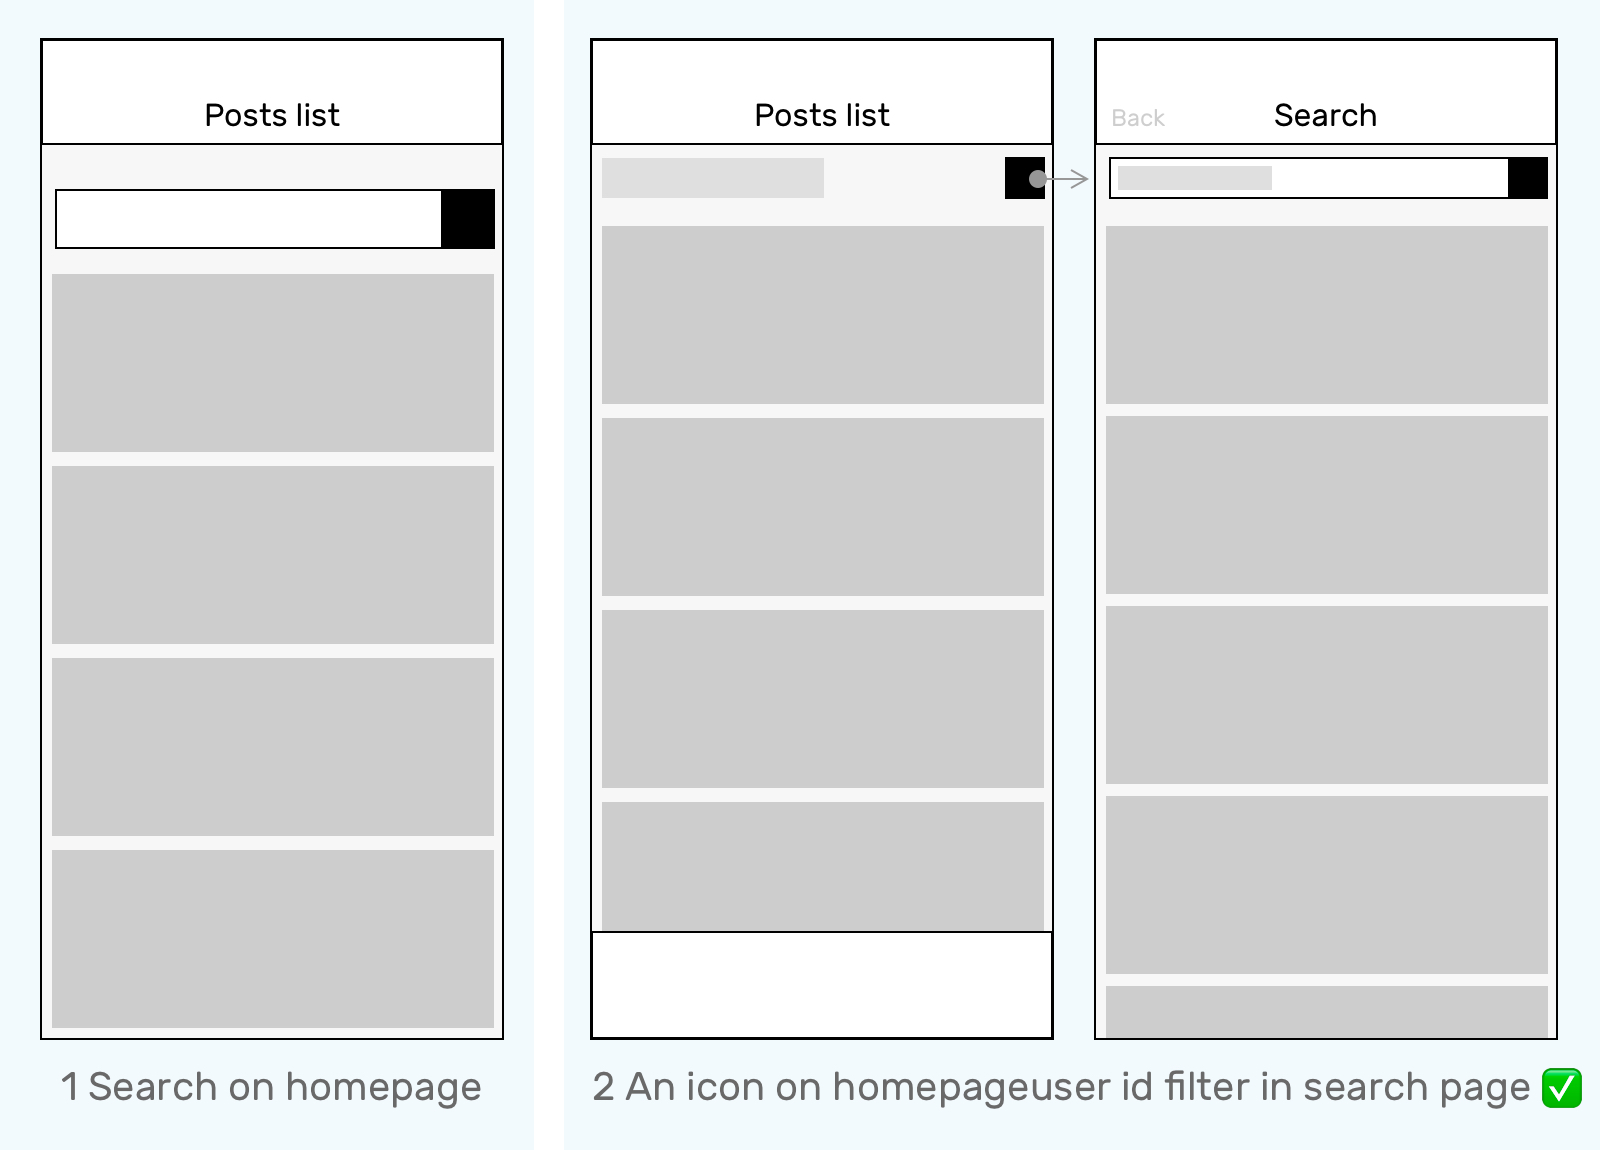 Posts list
Posts list
Back
Search
1 Search on homepage
2 An icon on homepageuser id filter in search page ✅